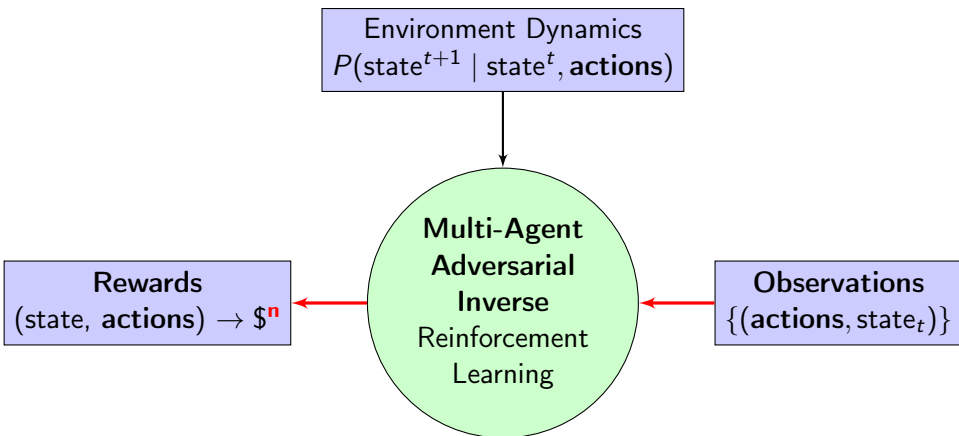 Environment Dynamics
P(state^{t+1} | state^t, actions)
Multi-Agent
Adversarial
Inverse
Reinforcement
Learning
Rewards
(state, actions) → $^n
Observations
{(actions, state_t)}